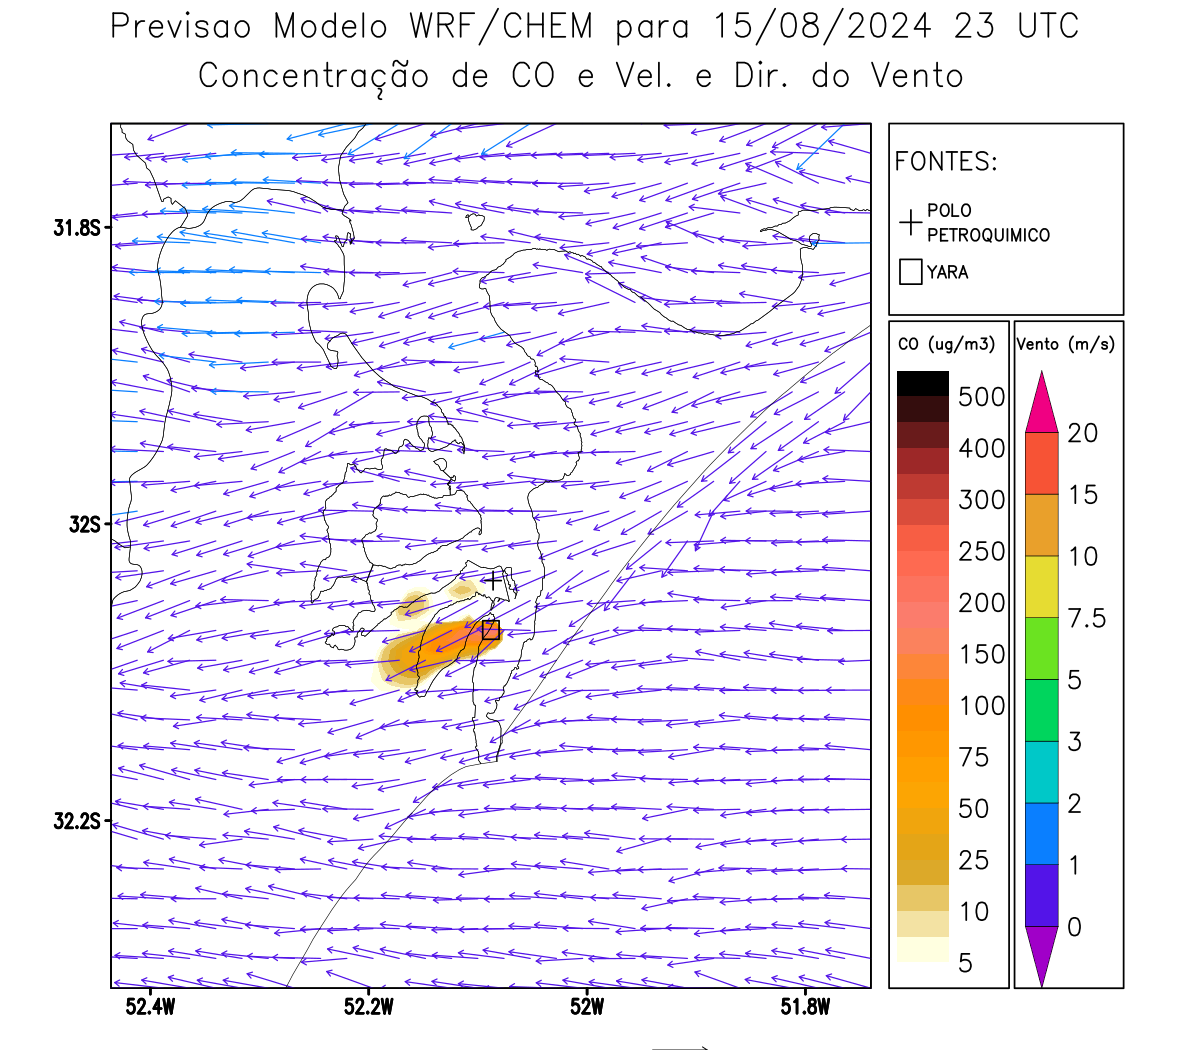 Previsao Modelo WRF/CHEM para 15/08/2024 23 UTC
Concentração de CO e Vel. e Dir. do Vento
FONTES:
POLO
PETROQUIMICO
YARA
CO (ug/m3)
500
400
300
250
200
150
100
75
50
25
10
5
Vento (m/s)
20
15
10
7.5
5
3
2
1
0
31.8S
32S
32.2S
52.4W 52.2W 52W 51.8W